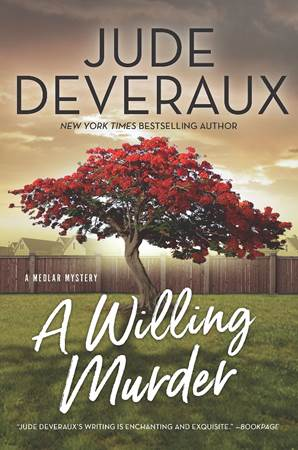 JUDE
DEVERAUX
NEW YORK TIMES BESTSELLING AUTHOR
A MEDLAR MYSTERY
A Willing
Murder
"JUDE DEVERAUX'S WRITING IS ENCHANTING AND EXQUISITE." —BOOKPAGE